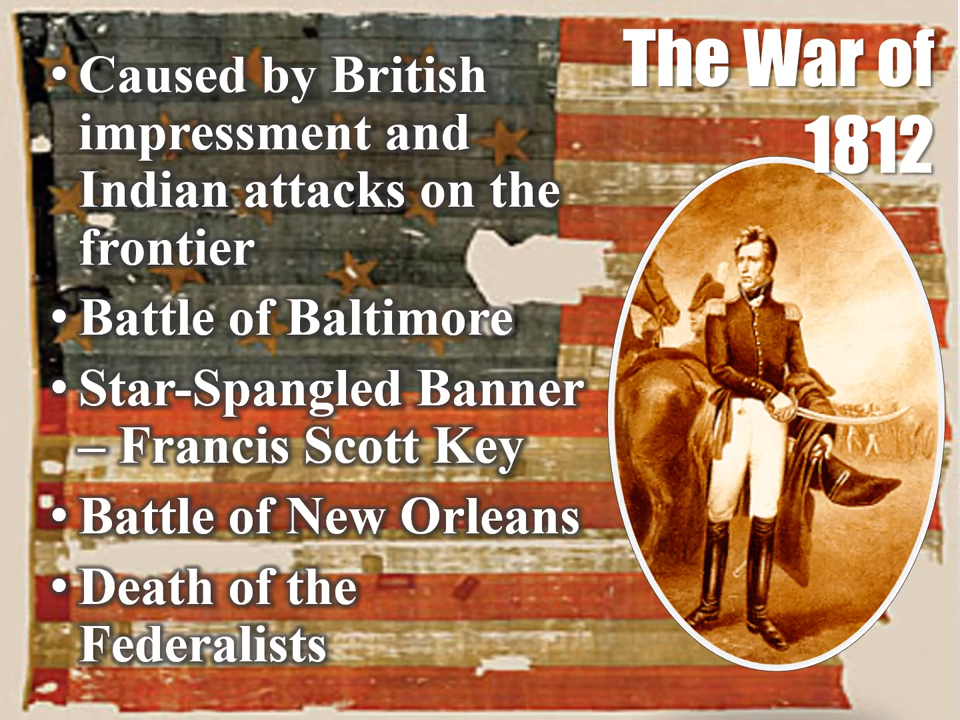 The War of
1812
• Caused by British
impressment and
Indian attacks on the
frontier
• Battle of Baltimore
• Star-Spangled Banner
– Francis Scott Key
• Battle of New Orleans
• Death of the
Federalists